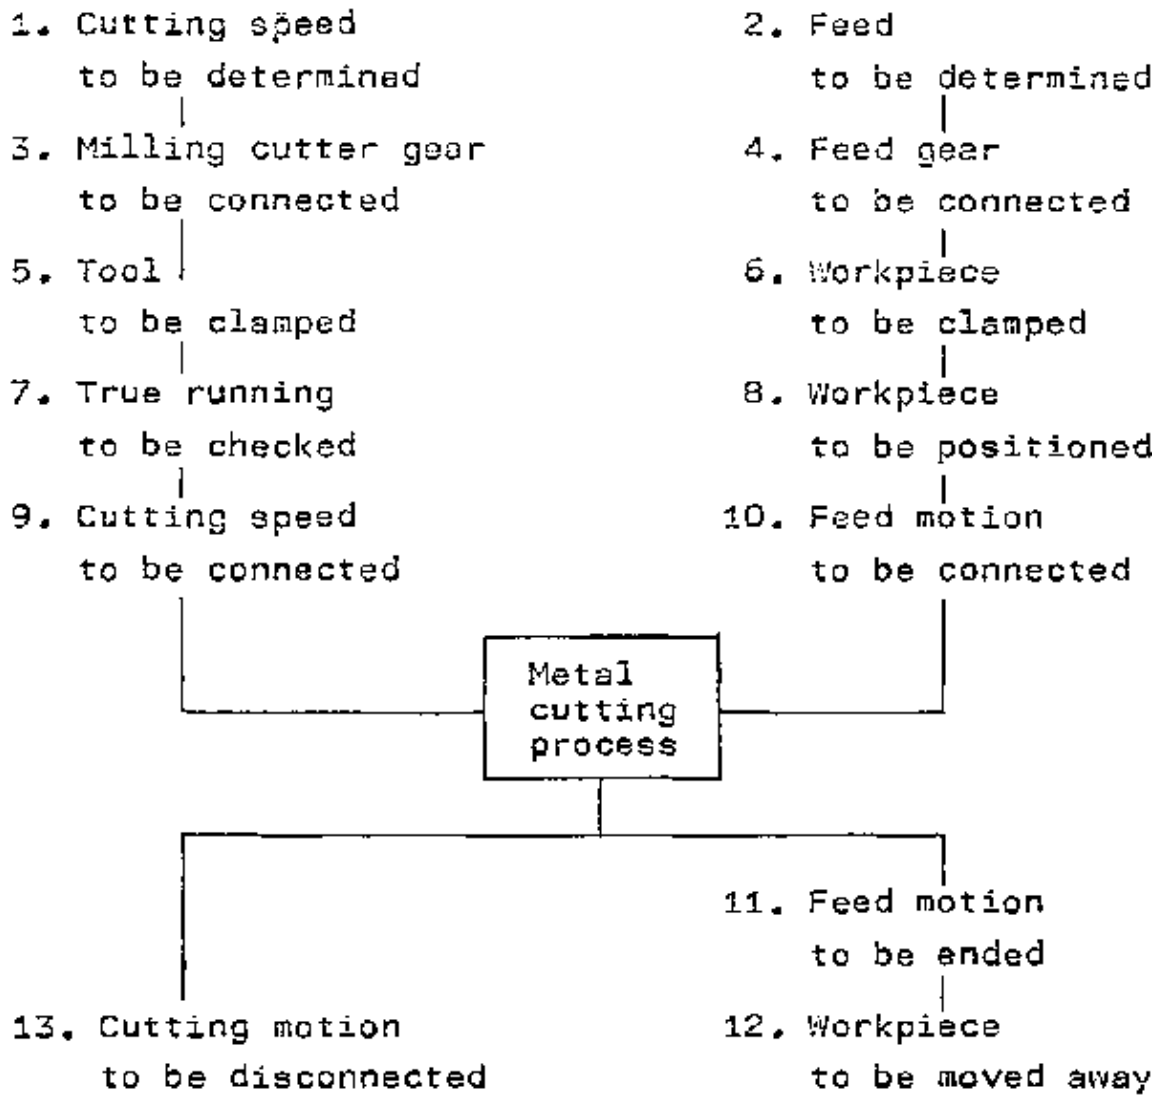 1. Cutting speed
to be determined
2. Feed
to be determined
3. Milling cutter gear
to be connected
4. Feed gear
to be connected
5. Tool
to be clamped
6. Workpiece
to be clamped
7. True running
to be checked
8. Workpiece
to be positioned
9. Cutting speed
to be connected
10. Feed motion
to be connected
Metal
cutting
process
11. Feed motion
to be ended
13. Cutting motion
to be disconnected
12. Workpiece
to be moved away